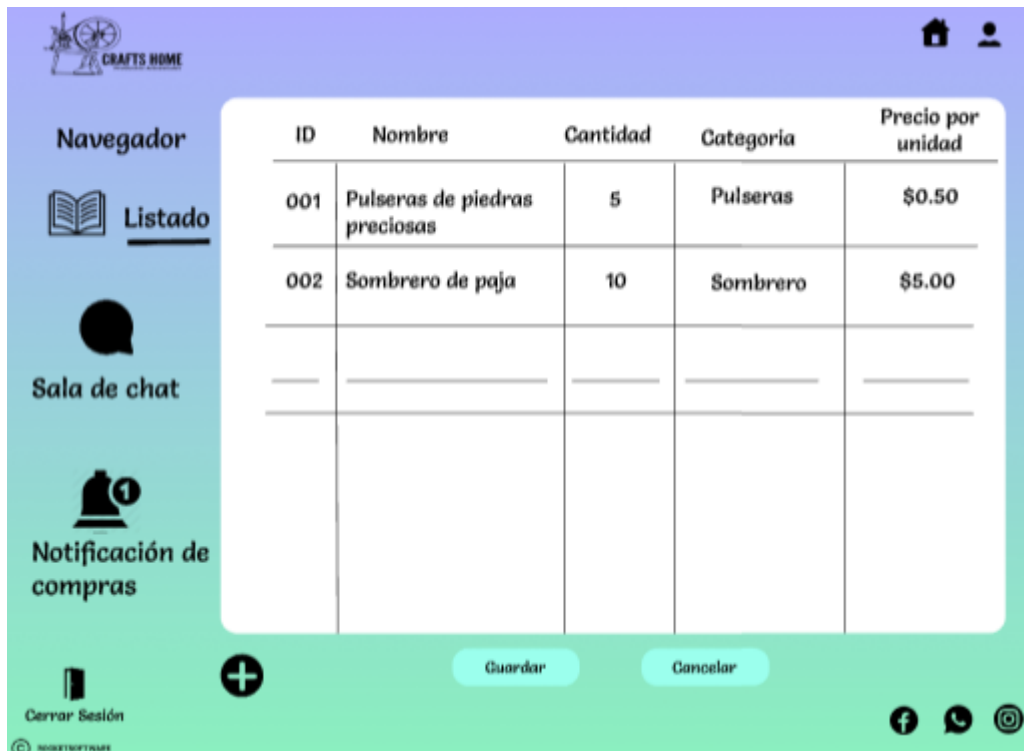 CRAFTS HOME
Navegador
Listado
Sala de chat
1
Notificación de
compras
Cerrar Sesión
ID Nombre Cantidad Categoria Precio por
unidad
001 Pulseras de piedras
preciosas 5 Pulseras $0.50
002 Sombrero de paja 10 Sombrero $5.00
Guardar Cancelar
©